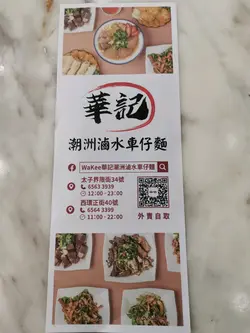 華記
潮洲滷水車仔麵
WaKee華記潮洲滷水車仔麵
太子界限街34號
6563 3939
12:00 - 23:00
西環正街40號
6564 3399
11:00 - 22:00
外賣自取